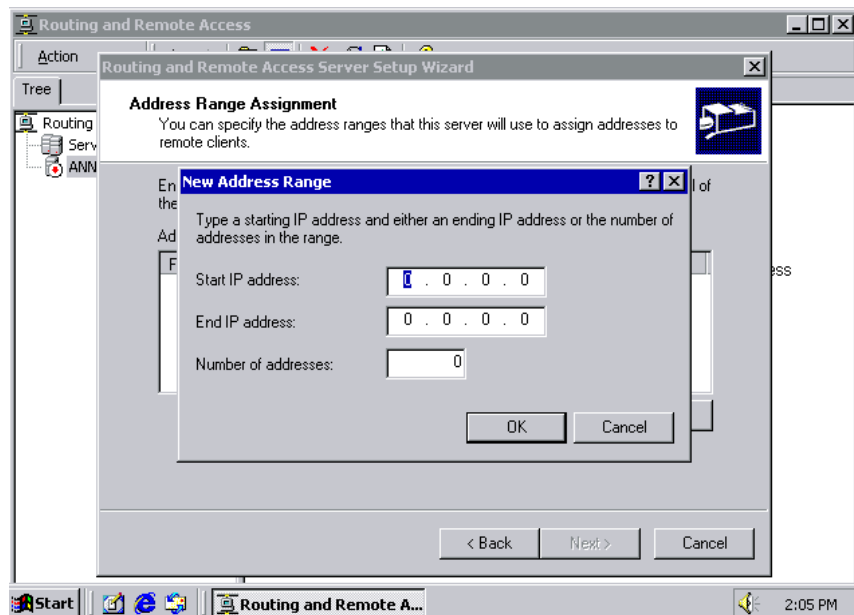 Routing and Remote Access
Action
Routing and Remote Access Server Setup Wizard
Tree
Address Range Assignment
You can specify the address ranges that this server will use to assign addresses to
remote clients.
Routing
Serv
ANN
En
l of
the
New Address Range
Type a starting IP address and either an ending IP address or the number of
addresses in the range.
Ad
F
ess
Start IP address:
0 . 0 . 0 . 0
End IP address:
0 . 0 . 0 . 0
Number of addresses:
0
OK
Cancel
< Back
Next >
Cancel
Start
Routing and Remote A...
2:05 PM